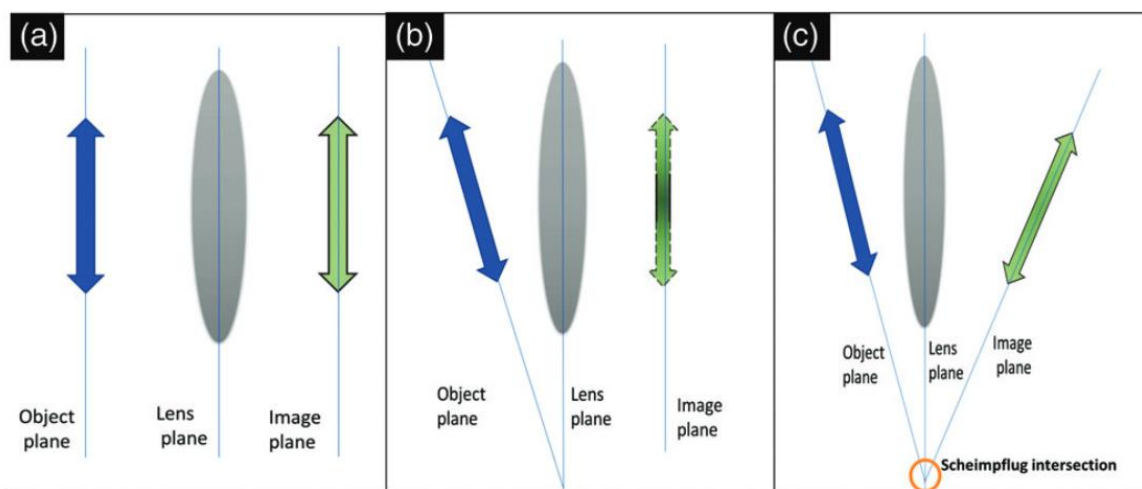 (a)
Object
plane
Lens
plane
Image
plane
(b)
Object
plane
Lens
plane
Image
plane
(c)
Object
plane
Lens
plane
Image
plane
Scheimpflug intersection